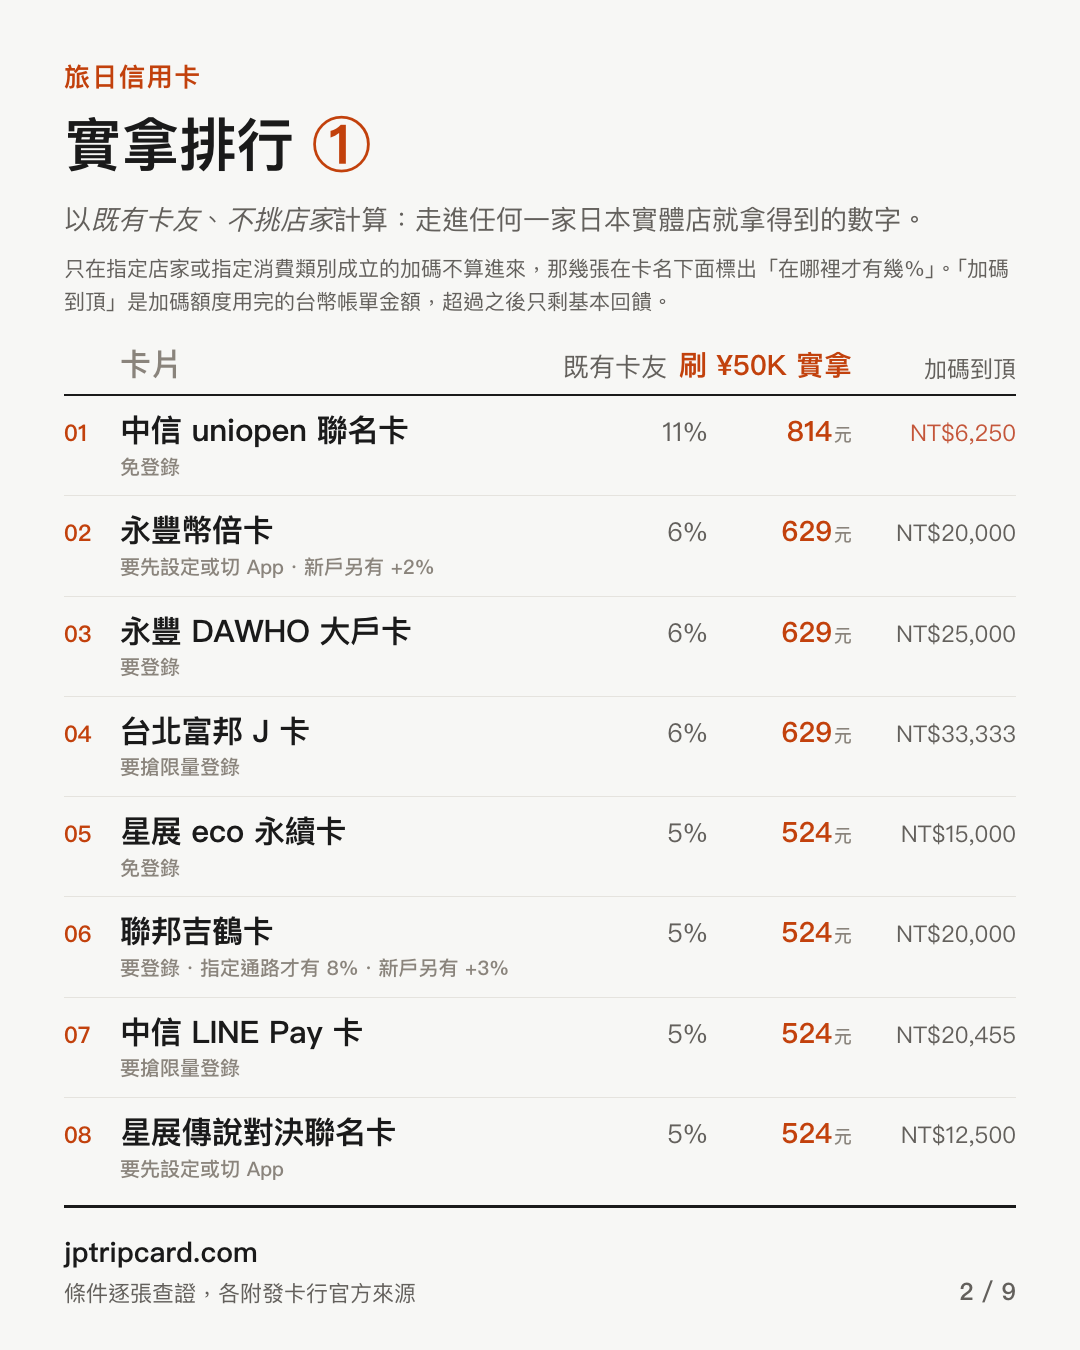 旅日信用卡
實拿排行 ①
以既有卡友、不挑店家計算：走進任何一家日本實體店就拿得到的數字。
只在指定店家或指定消費類別成立的加碼不算進來，那幾張在卡名下面標出「在哪裡才有幾%」。「加碼
到頂」是加碼額度用完的台幣帳單金額，超過之後只剩基本回饋。
卡片 既有卡友 刷 ¥50K 實拿 加碼到頂
01 中信 uniopen 聯名卡 11% 814元 NT$6,250
免登錄
02 永豐幣倍卡 6% 629元 NT$20,000
要先設定或切 App · 新戶另有 +2%
03 永豐 DAWHO 大戶卡 6% 629元 NT$25,000
要登錄
04 台北富邦 J 卡 6% 629元 NT$33,333
要搶限量登錄
05 星展 eco 永續卡 5% 524元 NT$15,000
免登錄
06 聯邦吉鶴卡 5% 524元 NT$20,000
要登錄 · 指定通路才有 8% · 新戶另有 +3%
07 中信 LINE Pay 卡 5% 524元 NT$20,455
要搶限量登錄
08 星展傳說對決聯名卡 5% 524元 NT$12,500
要先設定或切 App
jptripcard.com
條件逐張查證，各附發卡行官方來源 2 / 9